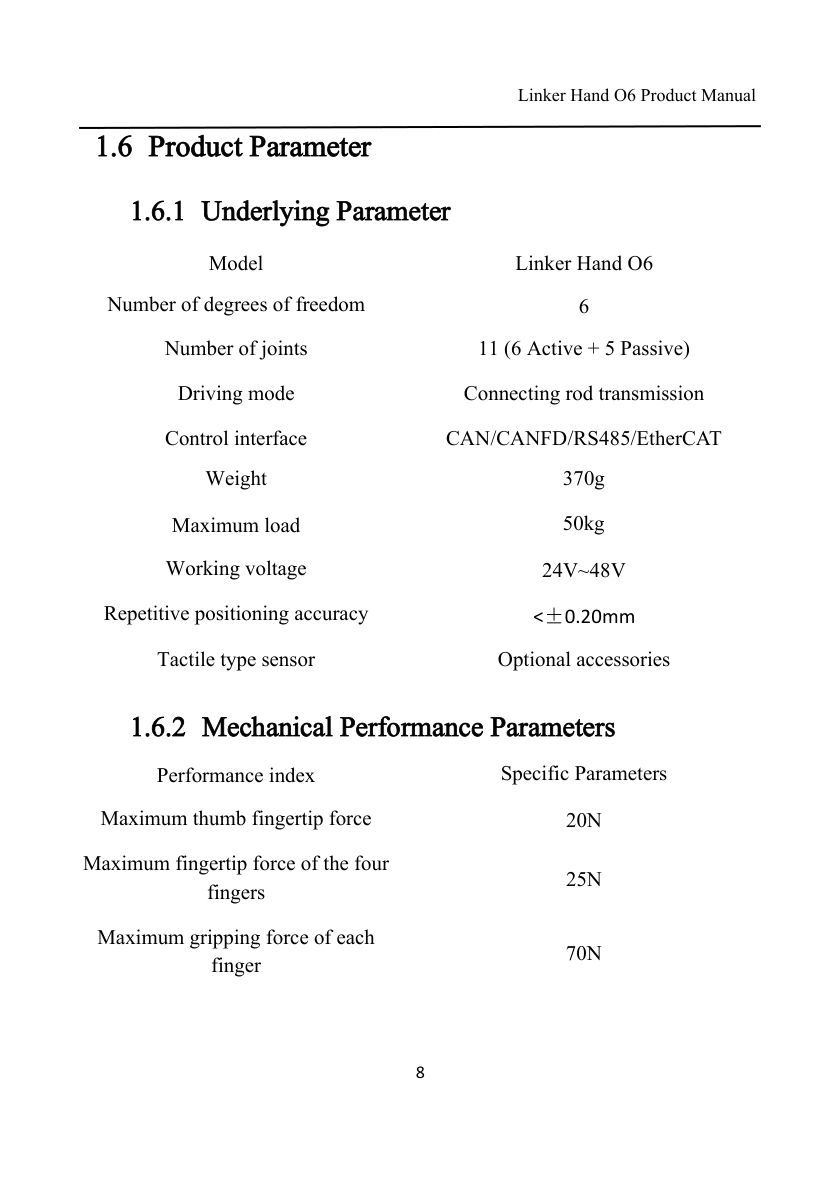 Linker Hand O6 Product Manual
1.6 Product Parameter
1.6.1 Underlying Parameter
Model Linker Hand O6
Number of degrees of freedom 6
Number of joints 11 (6 Active + 5 Passive)
Driving mode Connecting rod transmission
Control interface CAN/CANFD/RS485/EtherCAT
Weight 370g
Maximum load 50kg
Working voltage 24V~48V
Repetitive positioning accuracy <±0.20mm
Tactile type sensor Optional accessories
1.6.2 Mechanical Performance Parameters
Performance index Specific Parameters
Maximum thumb fingertip force 20N
Maximum fingertip force of the four
fingers 25N
Maximum gripping force of each
finger 70N
8